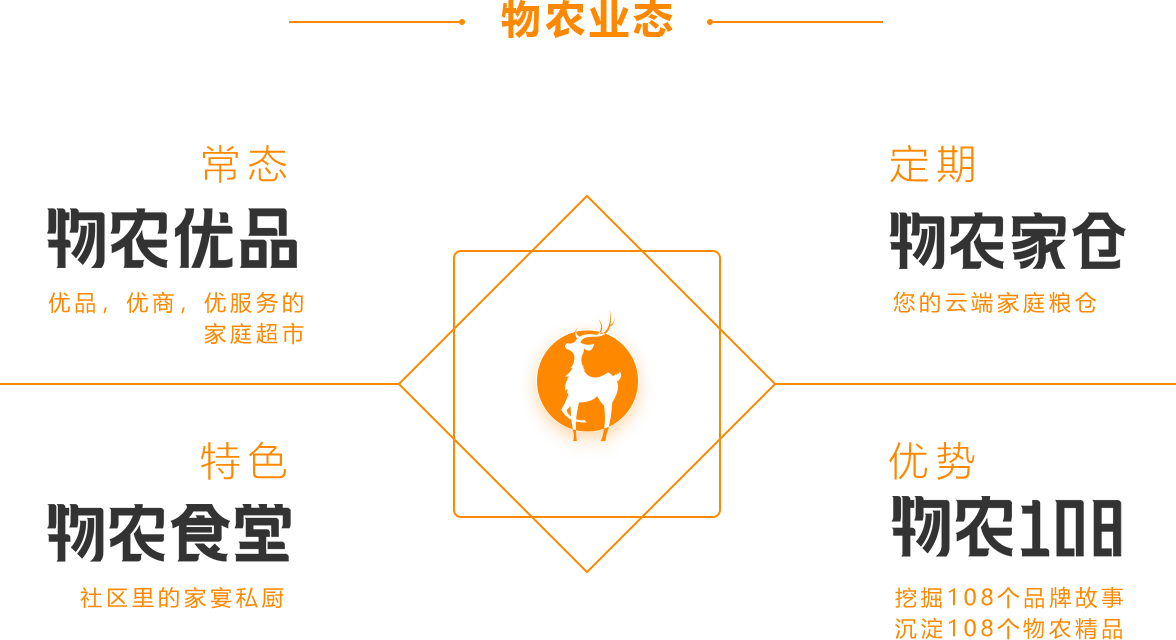 物农业态
常态
物农优品
优品，优商，优服务的
家庭超市
定期
物农家仓
您的云端家庭粮仓
特色
物农食堂
社区里的家宴私厨
优势
物农108
挖掘108个品牌故事
沉淀108个物农精品